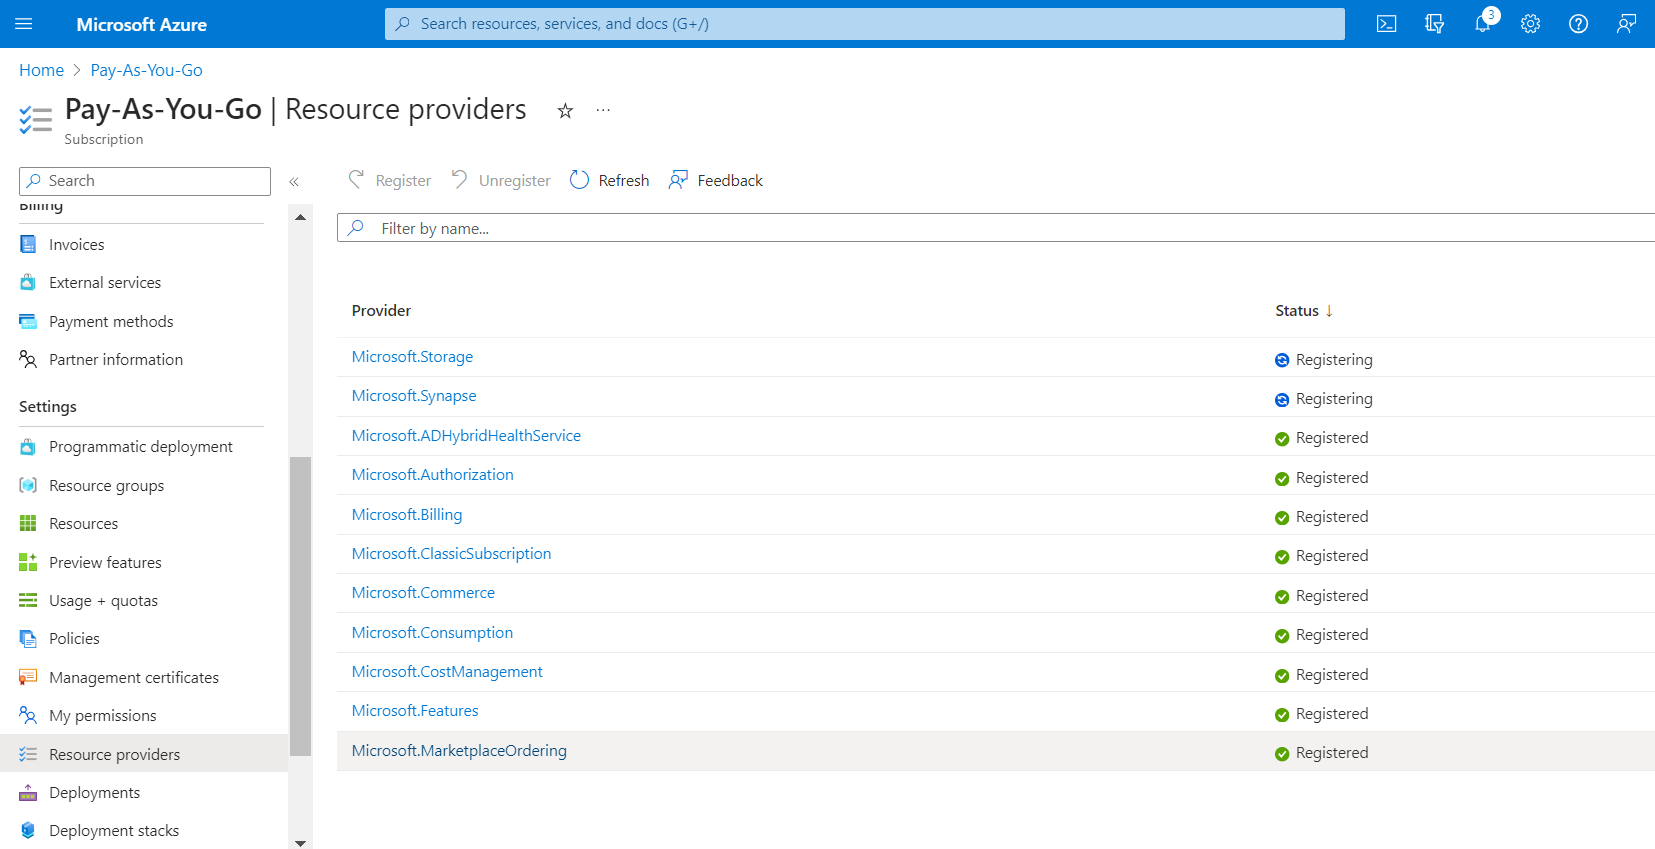 Microsoft Azure
Search resources, services, and docs (G+/)
3
Home > Pay-As-You-Go
Pay-As-You-Go | Resource providers
Subscription
Search
Billing
Invoices
External services
Payment methods
Partner information
Settings
Programmatic deployment
Resource groups
Resources
Preview features
Usage + quotas
Policies
Management certificates
My permissions
Resource providers
Deployments
Deployment stacks
Register Unregister Refresh Feedback
Filter by name...
Provider Status ↓
Microsoft.Storage Registering
Microsoft.Synapse Registering
Microsoft.ADHybridHealthService Registered
Microsoft.Authorization Registered
Microsoft.Billing Registered
Microsoft.ClassicSubscription Registered
Microsoft.Commerce Registered
Microsoft.Consumption Registered
Microsoft.CostManagement Registered
Microsoft.Features Registered
Microsoft.MarketplaceOrdering Registered